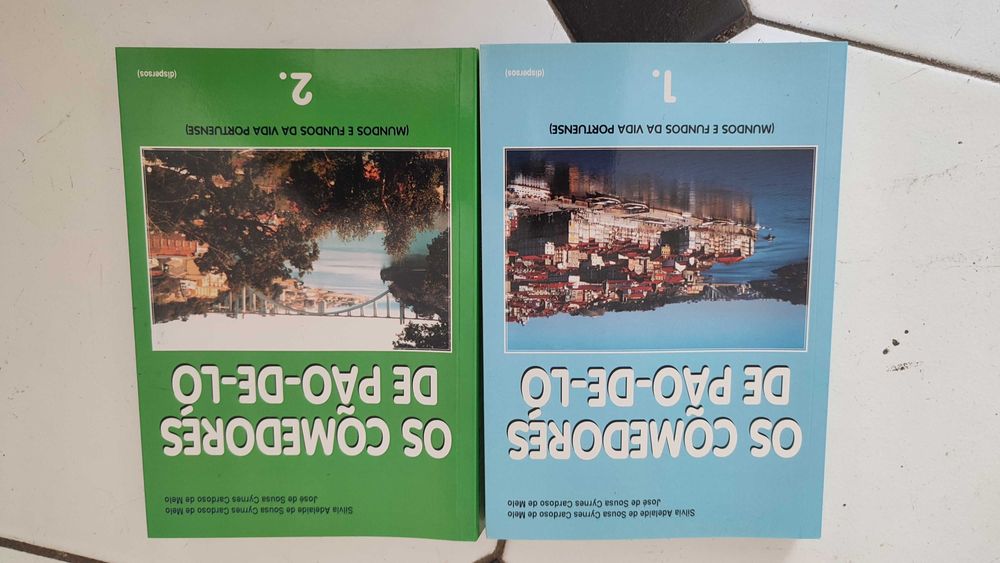 Sílvia Adelaide de Sousa Cyrnes Cardoso de Melo
José de Sousa Cyrnes Cardoso de Melo
OS COMEDORES
DE PÃO-DE-LÓ
(MUNDOS E FUNDOS DA VIDA PORTUENSE)
1.
(dispersos)
Sílvia Adelaide de Sousa Cyrnes Cardoso de Melo
José de Sousa Cyrnes Cardoso de Melo
OS COMEDORES
DE PÃO-DE-LÓ
(MUNDOS E FUNDOS DA VIDA PORTUENSE)
2.
(dispersos)